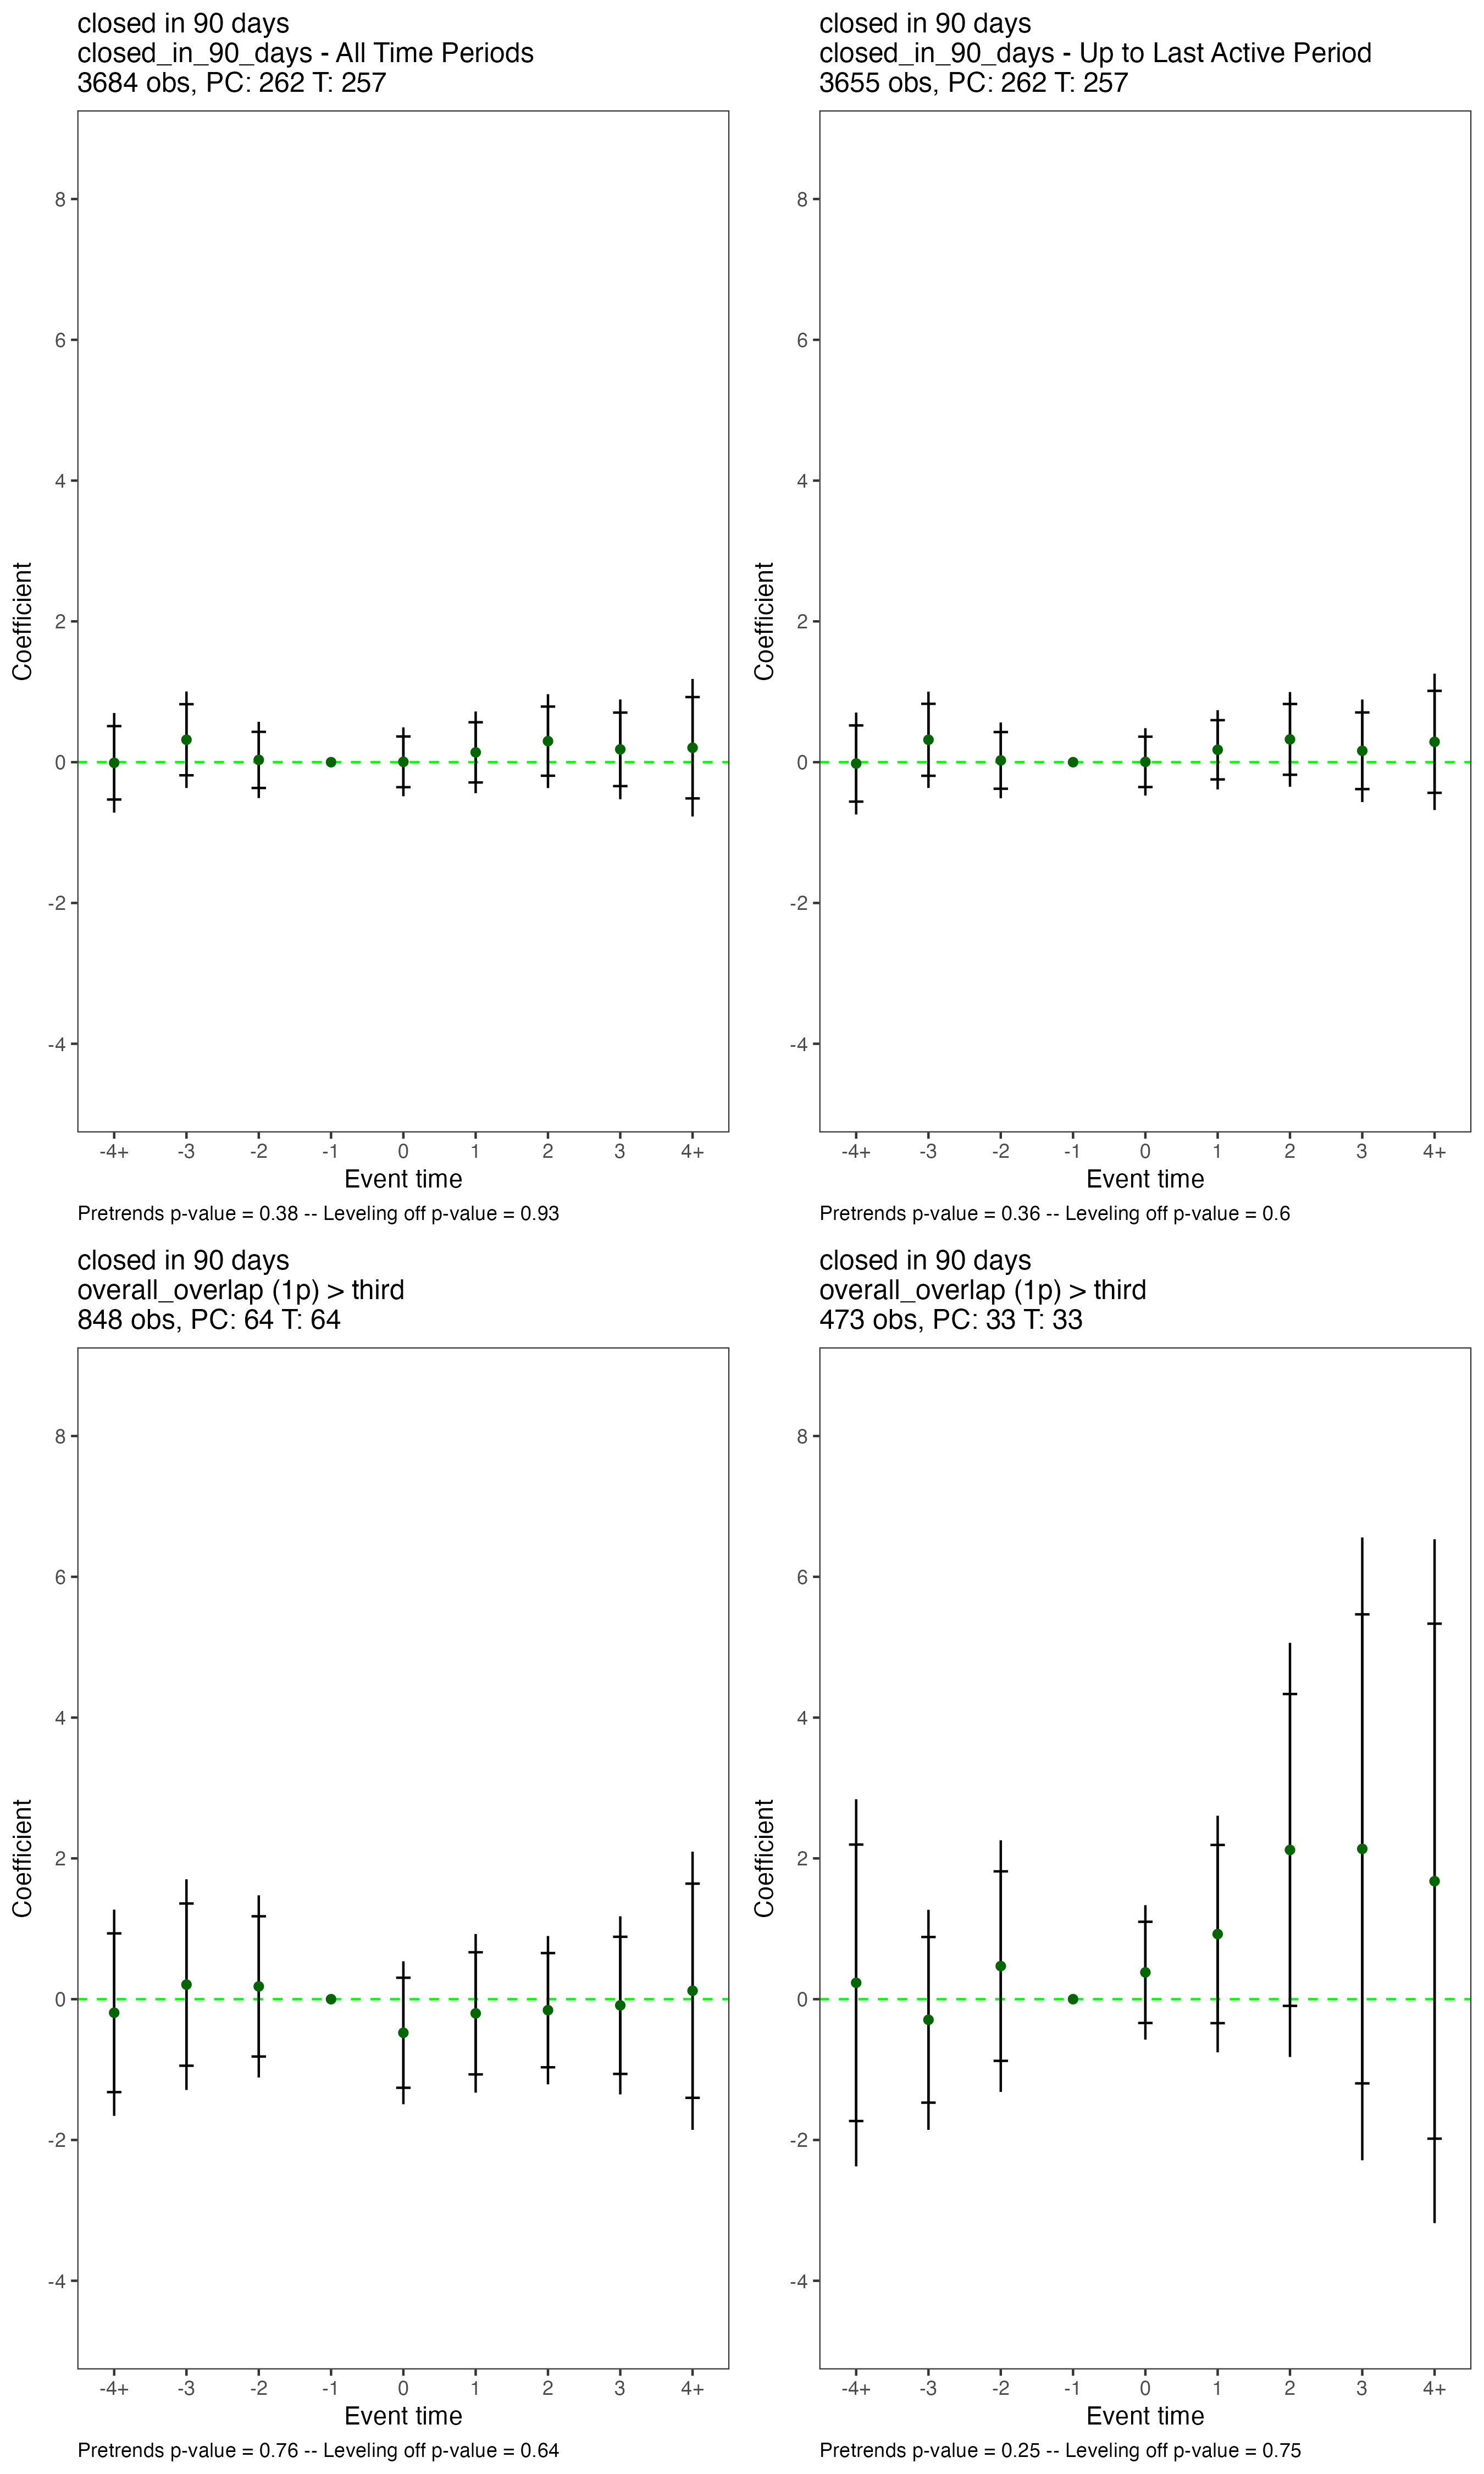 closed in 90 days
closed_in_90_days - All Time Periods
3684 obs, PC: 262 T: 257
8
6
4
2
0
-2
-4
Coefficient
-4+ -3 -2 -1 0 1 2 3 4+
Event time
Pretrends p-value = 0.38 -- Leveling off p-value = 0.93
closed in 90 days
closed_in_90_days - Up to Last Active Period
3655 obs, PC: 262 T: 257
8
6
4
2
0
-2
-4
Coefficient
-4+ -3 -2 -1 0 1 2 3 4+
Event time
Pretrends p-value = 0.36 -- Leveling off p-value = 0.6
closed in 90 days
overall_overlap (1p) > third
848 obs, PC: 64 T: 64
8
6
4
2
0
-2
-4
Coefficient
-4+ -3 -2 -1 0 1 2 3 4+
Event time
Pretrends p-value = 0.76 -- Leveling off p-value = 0.64
closed in 90 days
overall_overlap (1p) > third
473 obs, PC: 33 T: 33
8
6
4
2
0
-2
-4
Coefficient
-4+ -3 -2 -1 0 1 2 3 4+
Event time
Pretrends p-value = 0.25 -- Leveling off p-value = 0.75